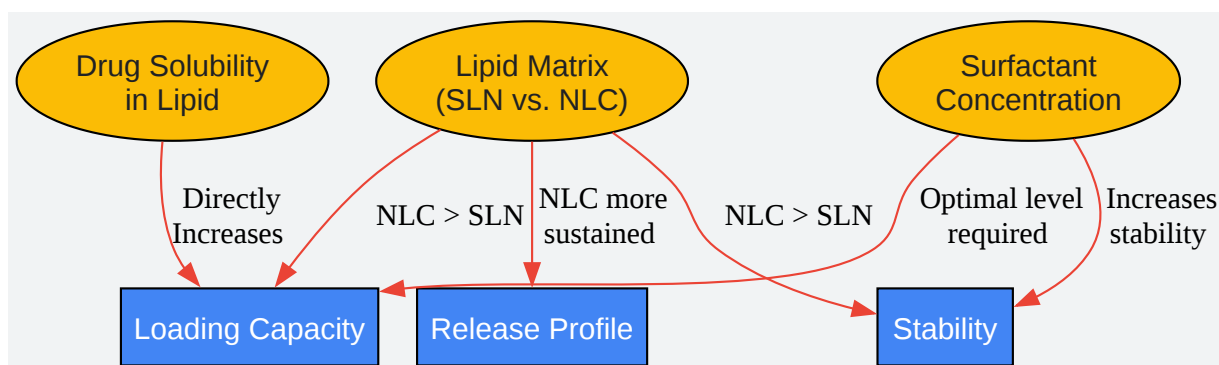 Drug Solubility
in Lipid
Lipid Matrix
(SLN vs. NLC)
Surfactant
Concentration
Directly
Increases
NLC > SLN
NLC more
sustained
NLC > SLN
Optimal level
required
Increases
stability
Loading Capacity
Release Profile
Stability